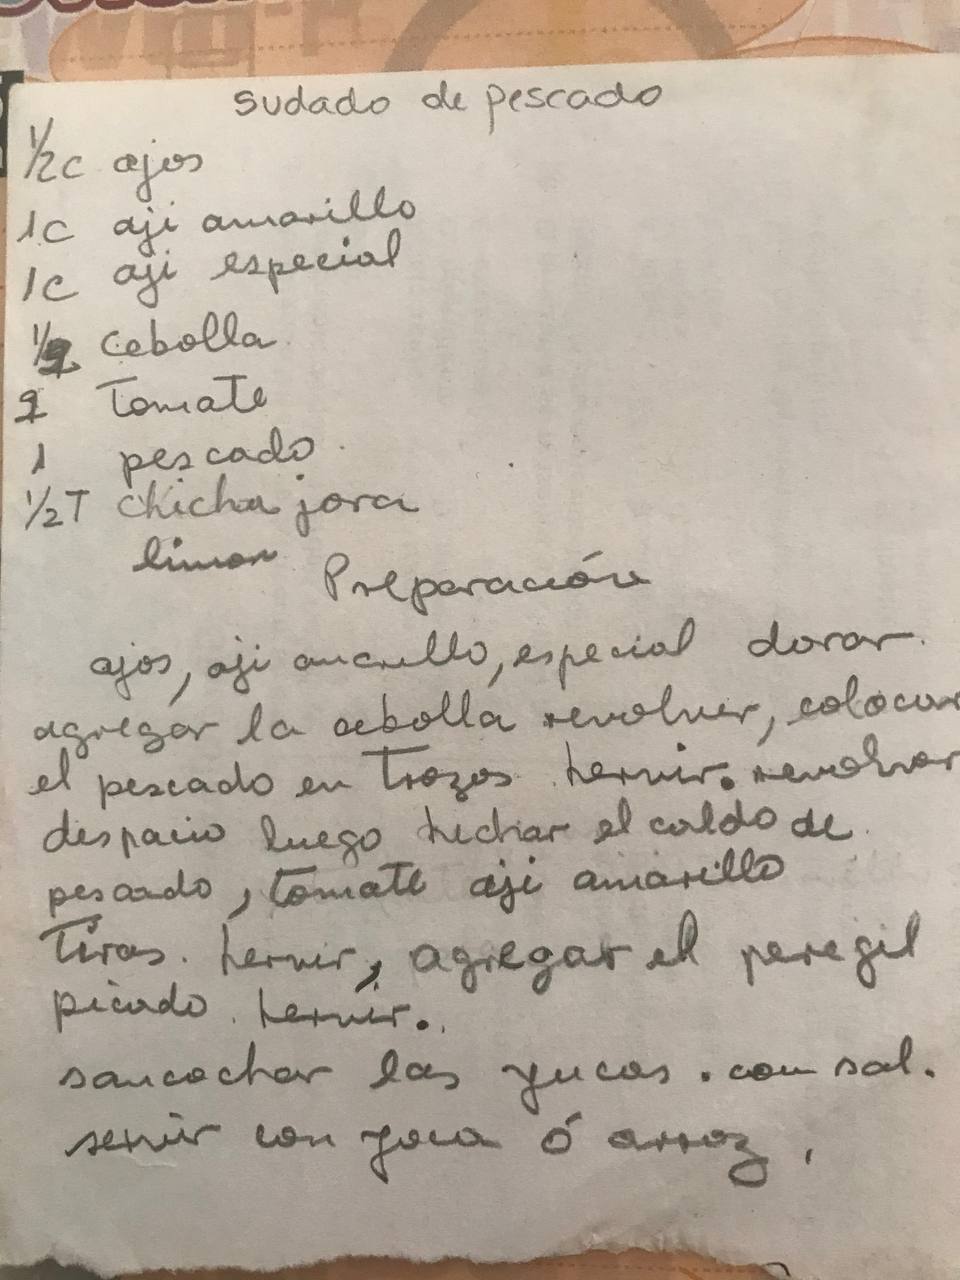 sudado de pescado
1/2c ajos
1c aji amarillo
1c aji especial
1/2 cebolla
tomate
1 pescado
1/2T chicha jora
limon
Preparación
ajos, aji amarillo, especial dorar.
agregar la cebolla revolver, colocar
el pescado en trozos. hervir. revolver
despacio luego hechar el caldo de
pescado, tomate aji amarillo
tiras. hervir, agregar el peregil
picado. hervir.
sancochar las yucas. con sal.
servir con yuca ó arroz,